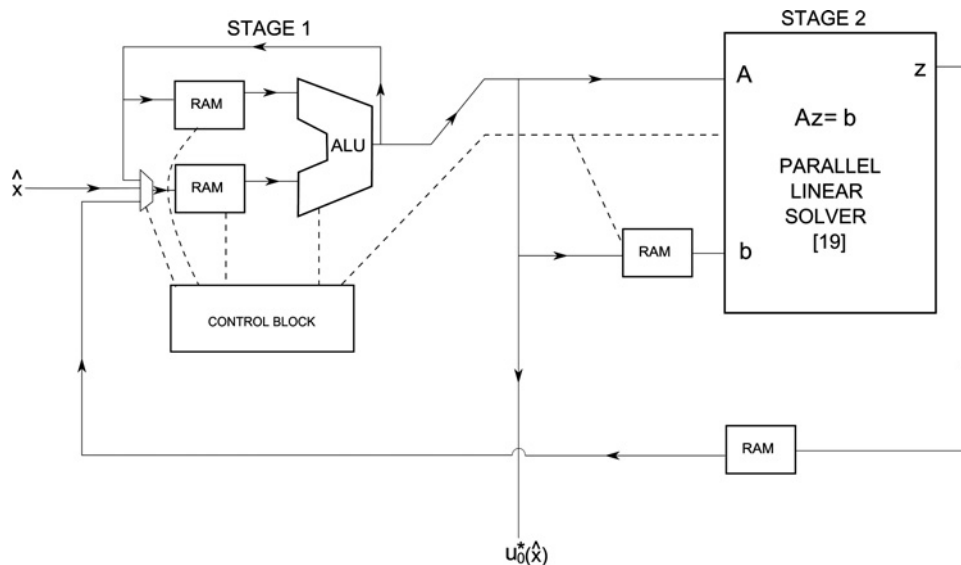 STAGE 1
STAGE 2
RAM
A
z
ALU
Az= b
x̂
RAM
PARALLEL
LINEAR
SOLVER
[19]
RAM
b
CONTROL BLOCK
RAM
u₀*(x̂)